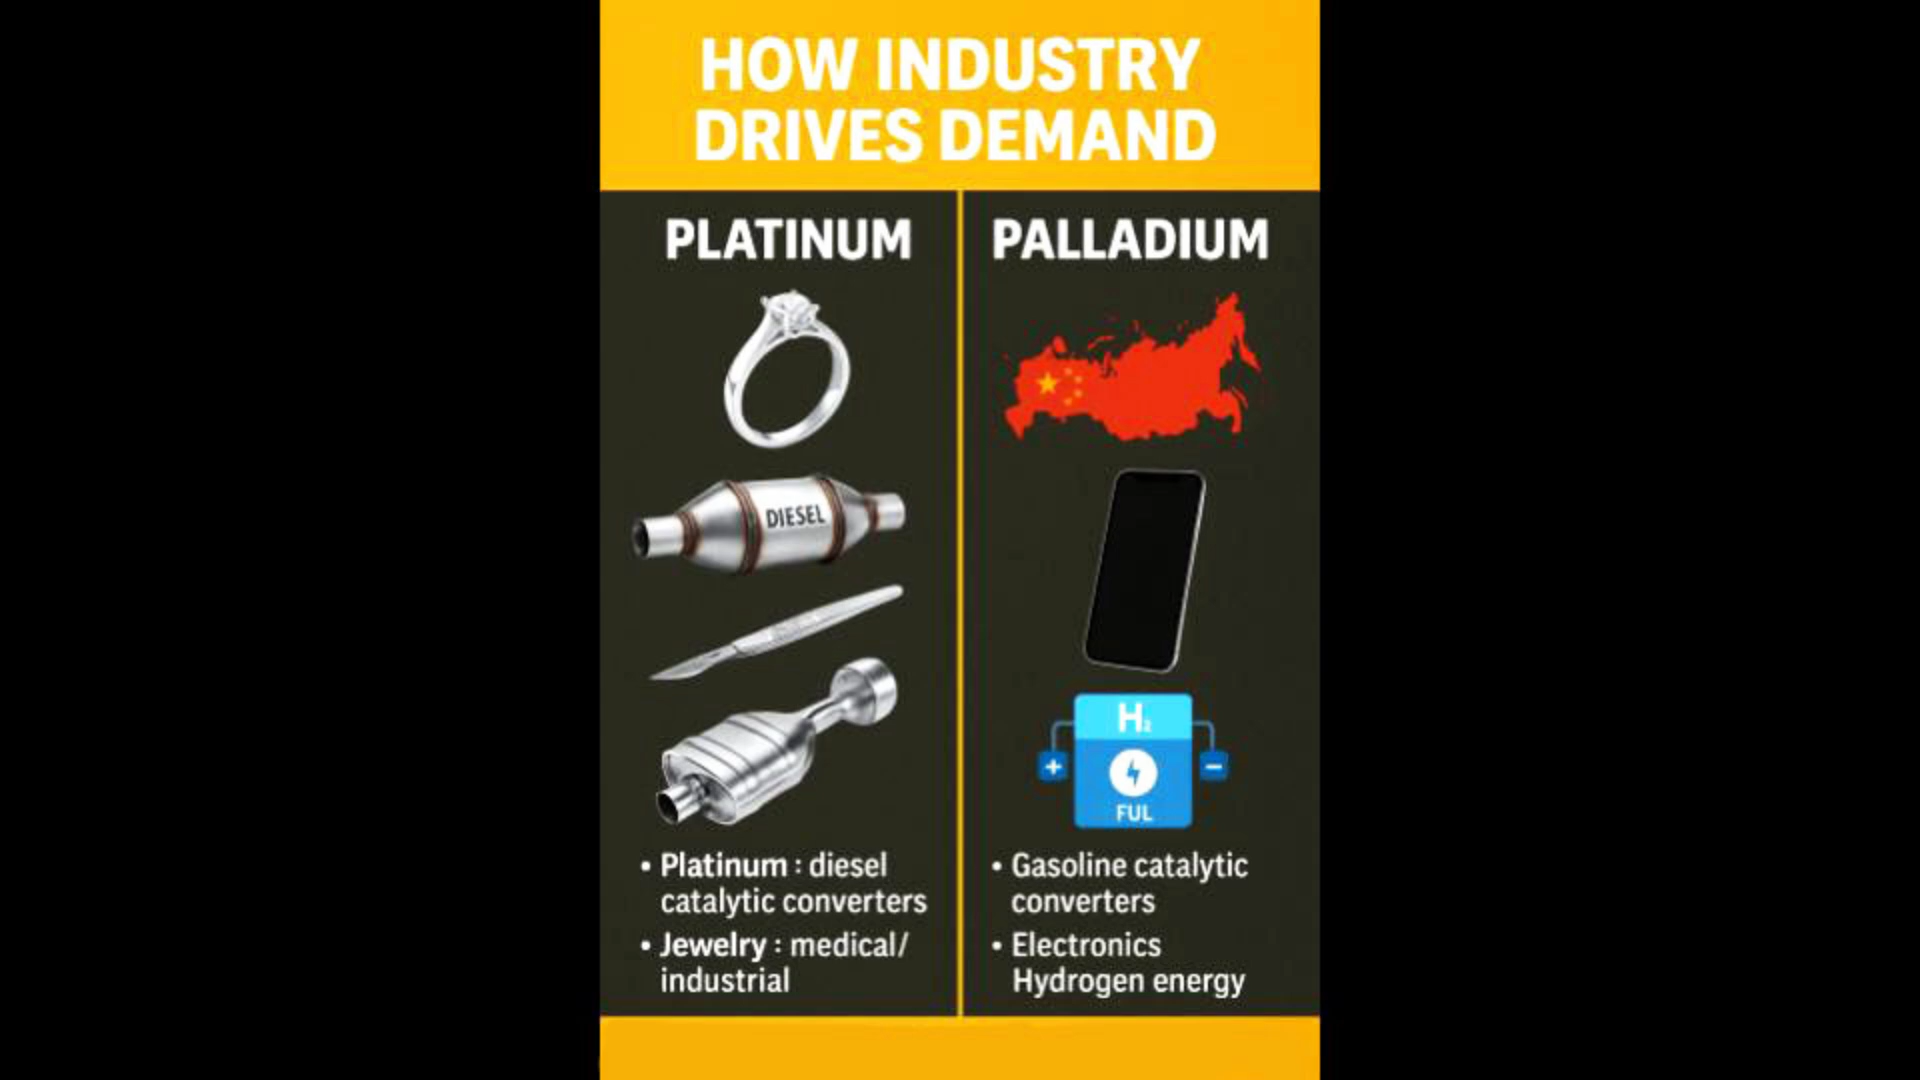 HOW INDUSTRY
DRIVES DEMAND
PLATINUM
DIESEL
• Platinum : diesel
catalytic converters
• Jewelry : medical/
industrial
PALLADIUM
H₂
+
−
FUL
• Gasoline catalytic
converters
• Electronics
Hydrogen energy